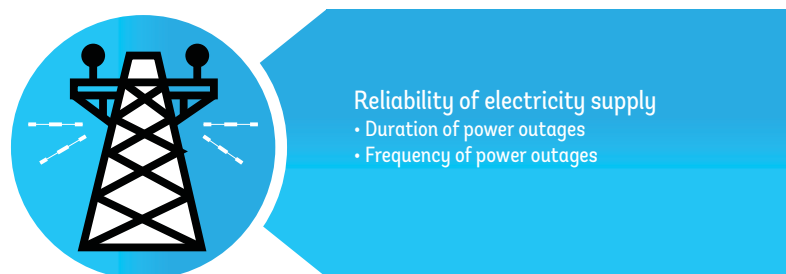 Reliability of electricity supply
• Duration of power outages
• Frequency of power outages